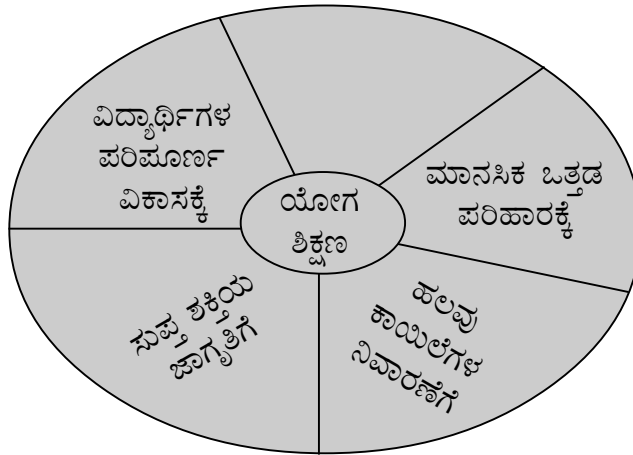 ವಿದ್ಯಾರ್ಥಿಗಳ
ಪರಿಪೂರ್ಣ
ವಿಕಾಸಕ್ಕೆ
ಮಾನಸಿಕ ಒತ್ತಡ
ಪರಿಹಾರಕ್ಕೆ
ಯೋಗ
ಶಿಕ್ಷಣ
ಸುಪ್ತ ಶಕ್ತಿಯ
ಜಾಗೃತಿಗೆ
ಹಲವು
ಕಾಯಿಲೆಗಳ
ನಿವಾರಣೆಗೆ